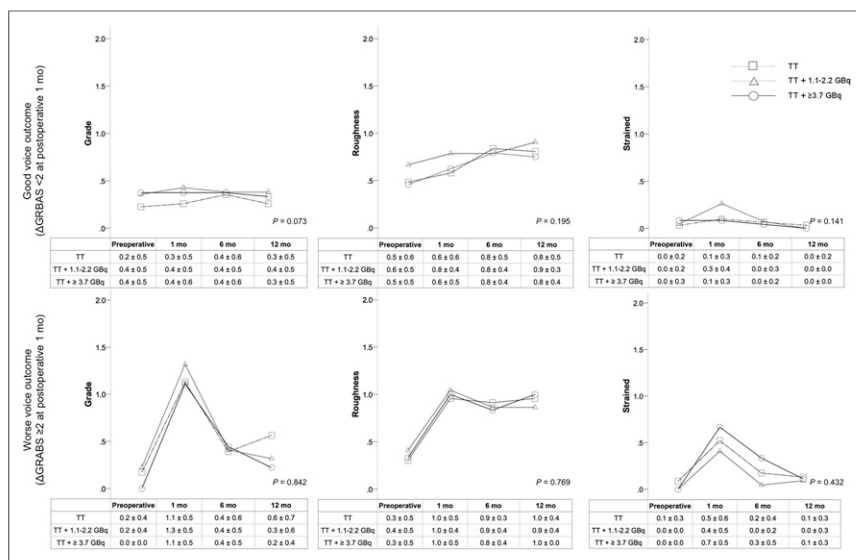 Good voice outcome
(ΔGRBAS <2 at postoperative 1 mo)
Grade
2.0
1.5
1.0
.5
.0
P = 0.073
Preoperative 1 mo 6 mo 12 mo
TT 0.2 ± 0.5 0.3 ± 0.5 0.4 ± 0.6 0.3 ± 0.5
TT + 1.1-2.2 GBq 0.4 ± 0.5 0.4 ± 0.5 0.4 ± 0.5 0.4 ± 0.5
TT + ≥ 3.7 GBq 0.4 ± 0.5 0.4 ± 0.6 0.4 ± 0.6 0.3 ± 0.5
Roughness
2.0
1.5
1.0
.5
.0
P = 0.195
Preoperative 1 mo 6 mo 12 mo
TT 0.5 ± 0.6 0.6 ± 0.6 0.8 ± 0.5 0.8 ± 0.5
TT + 1.1-2.2 GBq 0.6 ± 0.5 0.8 ± 0.4 0.8 ± 0.4 0.9 ± 0.3
TT + ≥ 3.7 GBq 0.5 ± 0.5 0.6 ± 0.5 0.8 ± 0.4 0.8 ± 0.4
Strained
2.0
1.5
1.0
.5
.0
TT
TT + 1.1-2.2 GBq
TT + ≥3.7 GBq
P = 0.141
Preoperative 1 mo 6 mo 12 mo
TT 0.0 ± 0.2 0.1 ± 0.3 0.1 ± 0.2 0.0 ± 0.2
TT + 1.1-2.2 GBq 0.0 ± 0.2 0.3 ± 0.4 0.0 ± 0.3 0.0 ± 0.0
TT + ≥ 3.7 GBq 0.0 ± 0.3 0.1 ± 0.3 0.0 ± 0.2 0.0 ± 0.0
Worse voice outcome
(ΔGRABS ≥2 at postoperative 1 mo)
Grade
2.0
1.5
1.0
.5
.0
P = 0.842
Preoperative 1 mo 6 mo 12 mo
TT 0.2 ± 0.4 1.1 ± 0.5 0.4 ± 0.6 0.6 ± 0.7
TT + 1.1-2.2 GBq 0.2 ± 0.4 1.3 ± 0.5 0.4 ± 0.5 0.3 ± 0.6
TT + ≥ 3.7 GBq 0.0 ± 0.0 1.1 ± 0.5 0.4 ± 0.5 0.2 ± 0.4
Roughness
2.0
1.5
1.0
.5
.0
P = 0.769
Preoperative 1 mo 6 mo 12 mo
TT 0.3 ± 0.5 1.0 ± 0.5 0.9 ± 0.3 1.0 ± 0.4
TT + 1.1-2.2 GBq 0.4 ± 0.5 1.0 ± 0.4 0.9 ± 0.4 0.9 ± 0.4
TT + ≥ 3.7 GBq 0.3 ± 0.5 1.0 ± 0.5 0.8 ± 0.4 1.0 ± 0.0
Strained
2.0
1.5
1.0
.5
.0
P = 0.432
Preoperative 1 mo 6 mo 12 mo
TT 0.1 ± 0.3 0.5 ± 0.6 0.2 ± 0.4 0.1 ± 0.3
TT + 1.1-2.2 GBq 0.0 ± 0.0 0.4 ± 0.5 0.0 ± 0.2 0.0 ± 0.3
TT + ≥ 3.7 GBq 0.0 ± 0.0 0.7 ± 0.5 0.3 ± 0.5 0.1 ± 0.3